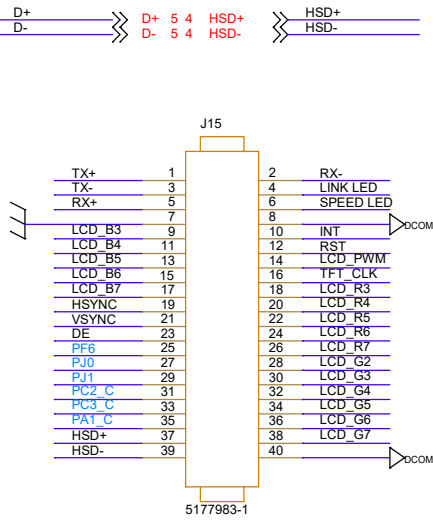 D+ D+ 5 4 HSD+ HSD+
D- D- 5 4 HSD- HSD-
J15
TX+ 1 2 RX-
TX- 3 4 LINK LED
RX+ 5 6 SPEED LED
7 8 DCOM
LCD_B3 9 10 INT
LCD_B4 11 12 RST
LCD_B5 13 14 LCD_PWM
LCD_B6 15 16 TFT_CLK
LCD_B7 17 18 LCD_R3
HSYNC 19 20 LCD_R4
VSYNC 21 22 LCD_R5
DE 23 24 LCD_R6
PF6 25 26 LCD_R7
PJ0 27 28 LCD_G2
PJ1 29 30 LCD_G3
PC2_C 31 32 LCD_G4
PC3_C 33 34 LCD_G5
PA1_C 35 36 LCD_G6
HSD+ 37 38 LCD_G7
HSD- 39 40 DCOM
5177983-1